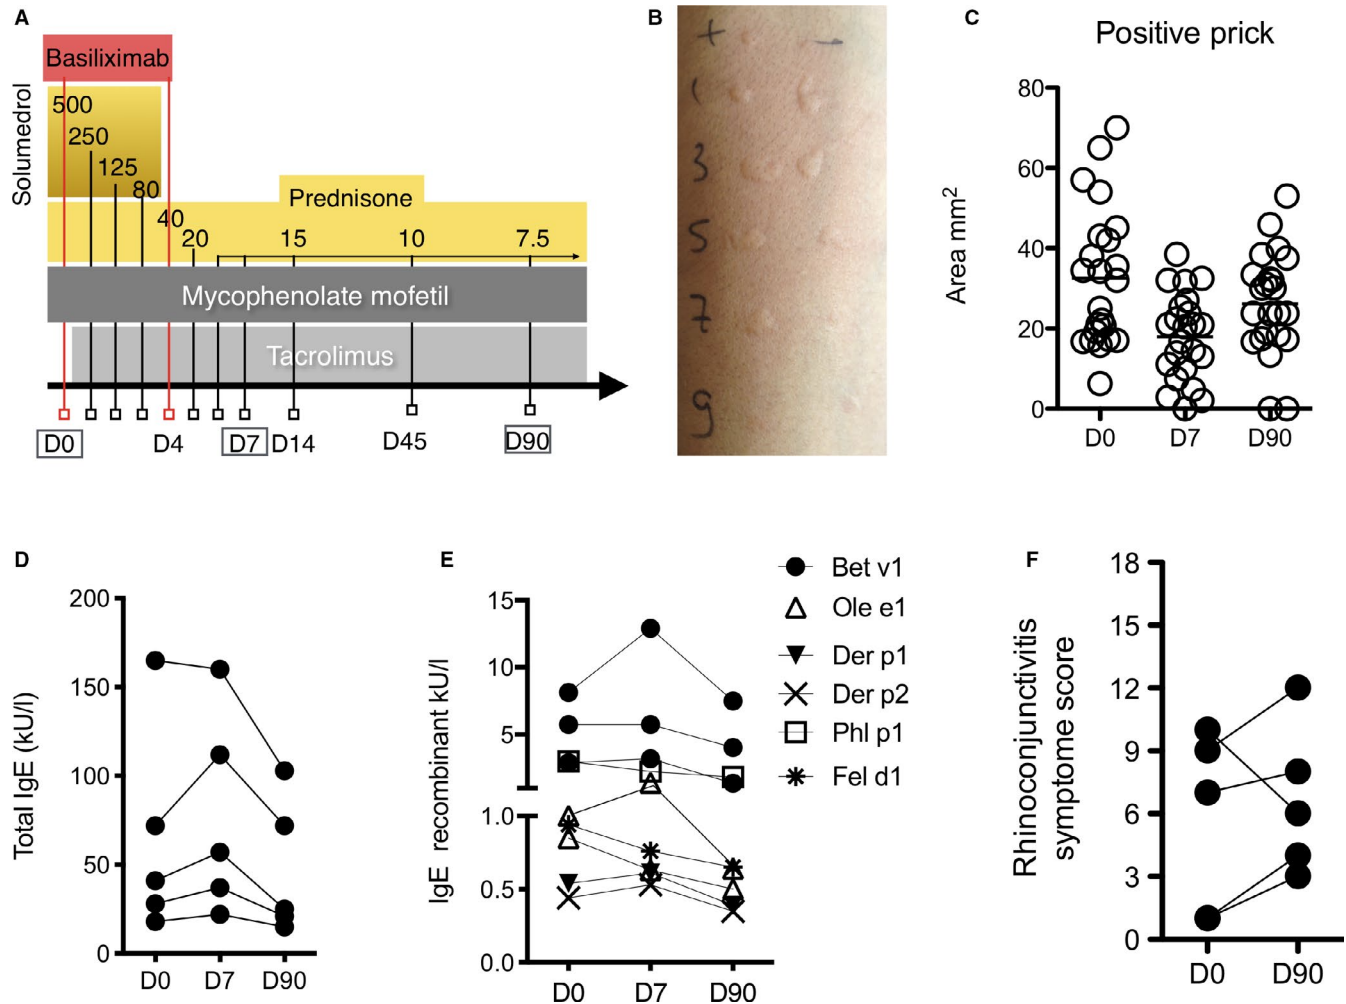 A
Basiliximab
Solumedrol
500
250
125
80
40
20
Prednisone
15
10
7.5
Mycophenolate mofetil
Tacrolimus
D0
D4
D7
D14
D45
D90
B
+
-
1
3
5
7
9
C
Positive prick
Area mm²
80
60
40
20
0
D0
D7
D90
D
Total IgE (kU/l)
200
150
100
50
0
D0
D7
D90
E
IgE recombinant kU/l
15
10
5
1.0
0.5
0.0
D0
D7
D90
Bet v1
Ole e1
Der p1
Der p2
Phl p1
Fel d1
F
Rhinoconjunctivitis
symptome score
18
15
12
9
6
3
0
D0
D90